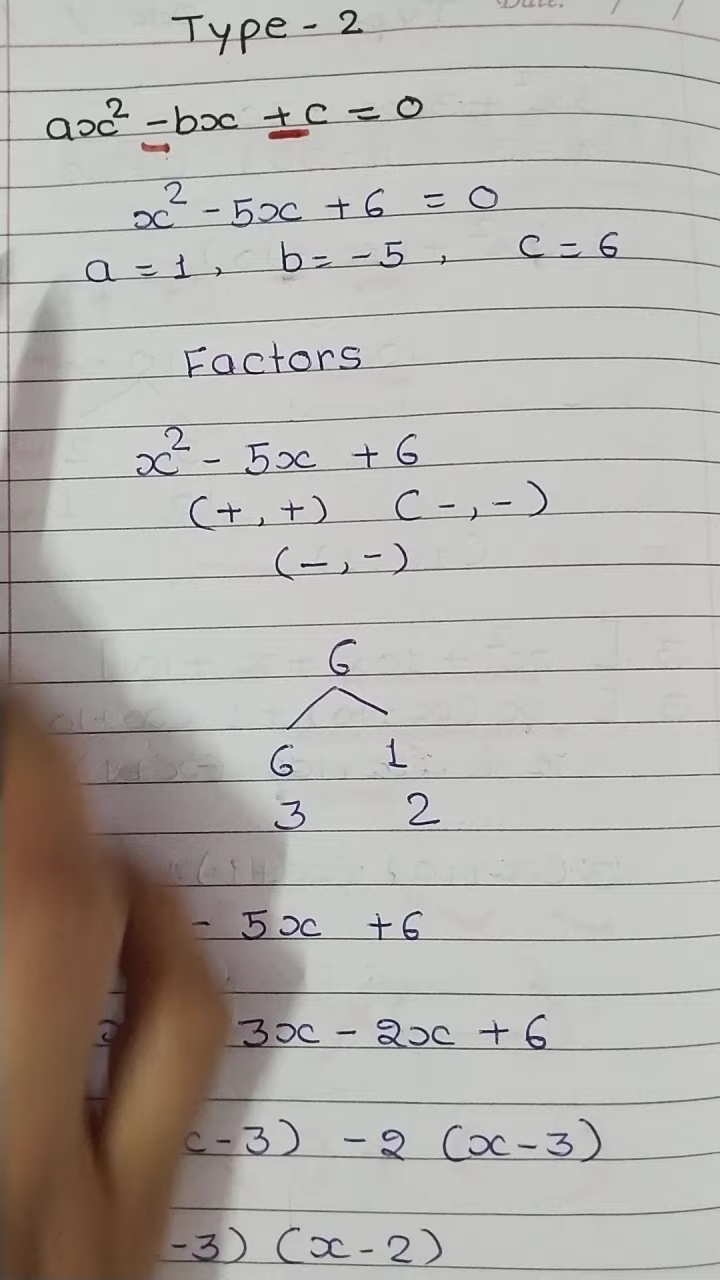 Date. / /
Type - 2
ax² - bx + c = 0
x² - 5x + 6 = 0
a = 1, b = -5, c = 6
Factors
x² - 5x + 6
(+, +) (-, -)
(-, -)
6
6 1
3 2
- 5x + 6
3x - 2x + 6
x - 3) - 2 (x - 3)
-3) (x - 2)